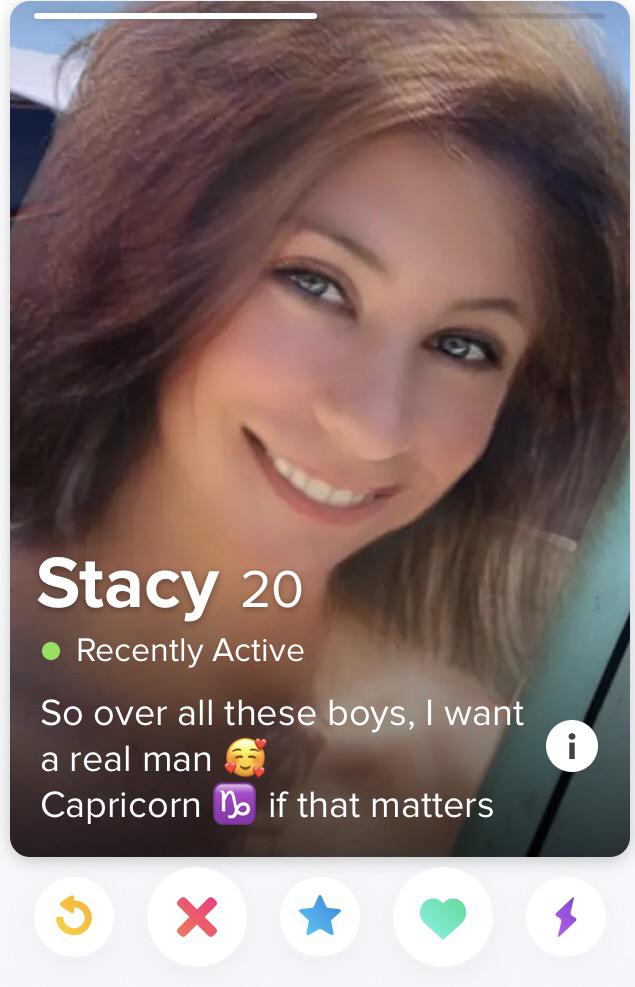 Stacy 20
Recently Active
So over all these boys, I want
a real man 🥰
Capricorn ♑ if that matters